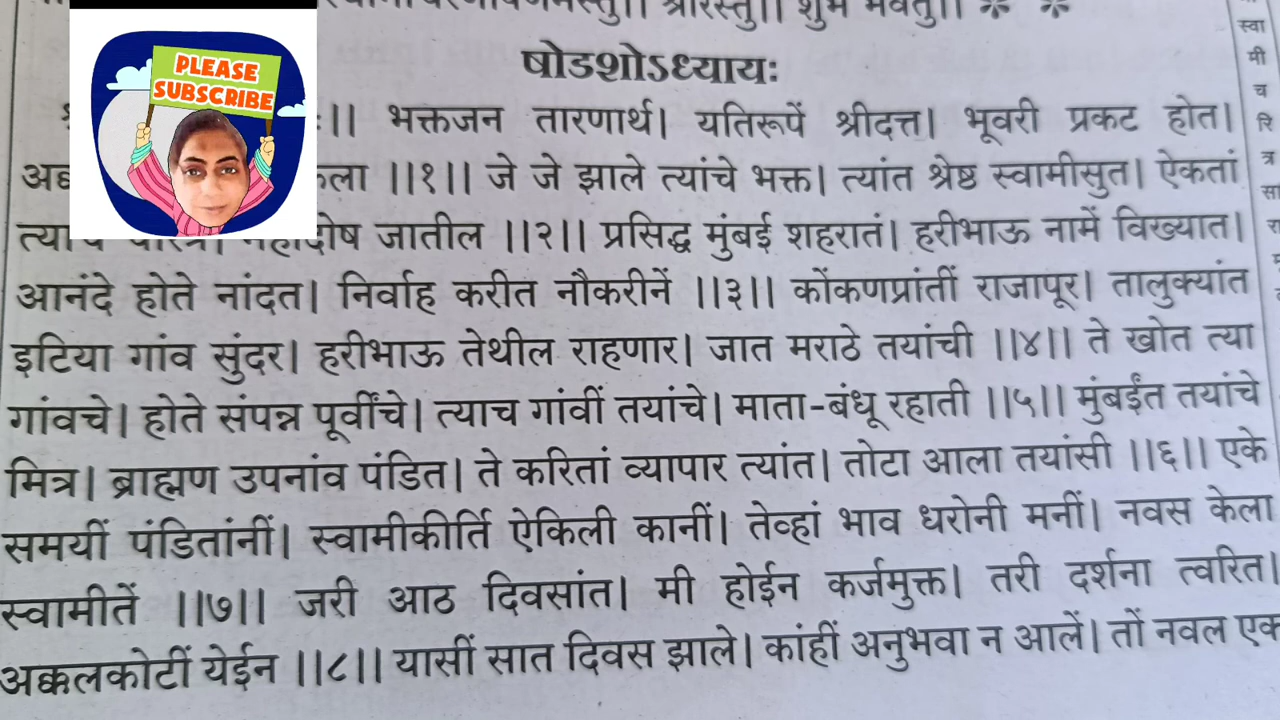 श्रीरस्तु।। शुभं भवतु।।
PLEASE
SUBSCRIBE
षोडशोऽध्यायः
।। भक्तजन तारणार्थ। यतिरूपें श्रीदत्त। भूवरी प्रकट होत।
।।१।। जे जे झाले त्यांचे भक्त। त्यांत श्रेष्ठ स्वामीसुत। ऐकतां
जातील ।।२।। प्रसिद्ध मुंबई शहरातं। हरीभाऊ नामें विख्यात।
आनंदे होते नांदत। निर्वाह करीत नौकरीनें ।।३।। कोंकणप्रांतीं राजापूर। तालुक्यांत
इटिया गांव सुंदर। हरीभाऊ तेथील राहणार। जात मराठे तयांची ।।४।। ते खोत त्या
गांवचे। होते संपन्न पूर्वींचे। त्याच गांवीं तयांचे। माता-बंधू रहाती ।।५।। मुंबईंत तयांचे
मित्र। ब्राह्मण उपनांव पंडित। ते करितां व्यापार त्यांत। तोटा आला तयांसी ।।६।। एके
समयीं पंडितांनीं। स्वामीकीर्ति ऐकिली कानीं। तेव्हां भाव धरोनी मनीं। नवस केला
स्वामीतें ।।७।। जरी आठ दिवसांत। मी होईन कर्जमुक्त। तरी दर्शना त्वरित।
अक्कलकोटीं येईन ।।८।। यासीं सात दिवस झाले। कांहीं अनुभवा न आलें। तों नवल एक
स्वा
मी
च
रि
त्र
सा